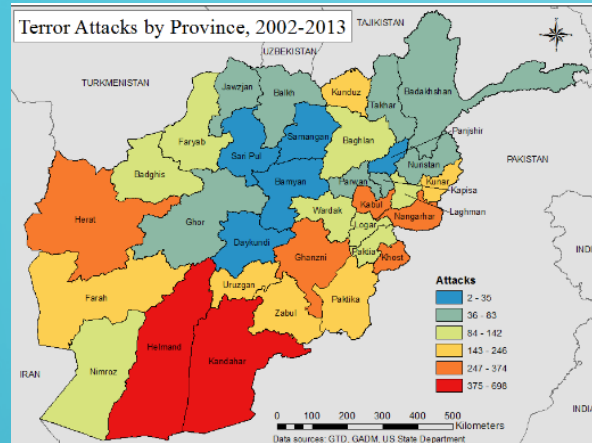 Terror Attacks by Province, 2002-2013
TAJIKISTAN
UZBEKISTAN
TURKMENISTAN
Jawzjan
Balkh
Kunduz
Takhar
Badakhshan
Faryab
Sari Pul
Samangan
Baghlan
Panjshir
Badghis
Bamyan
Parwan
Nuristan
PAKISTAN
Kunar
Kapisa
Laghman
Herat
Ghor
Wardak
Kabul
Nangarhar
Logar
Daykundi
Ghanzni
Paktia
Khost
IND
Farah
Uruzgan
Zabul
Paktika
Attacks
2 - 35
36 - 83
84 - 142
143 - 246
247 - 374
375 - 698
Nimroz
Helmand
Kandahar
IRAN
INDIA
0 100 200 300 400 500
Kilometers
Data sources: GTD, GADM, US State Department